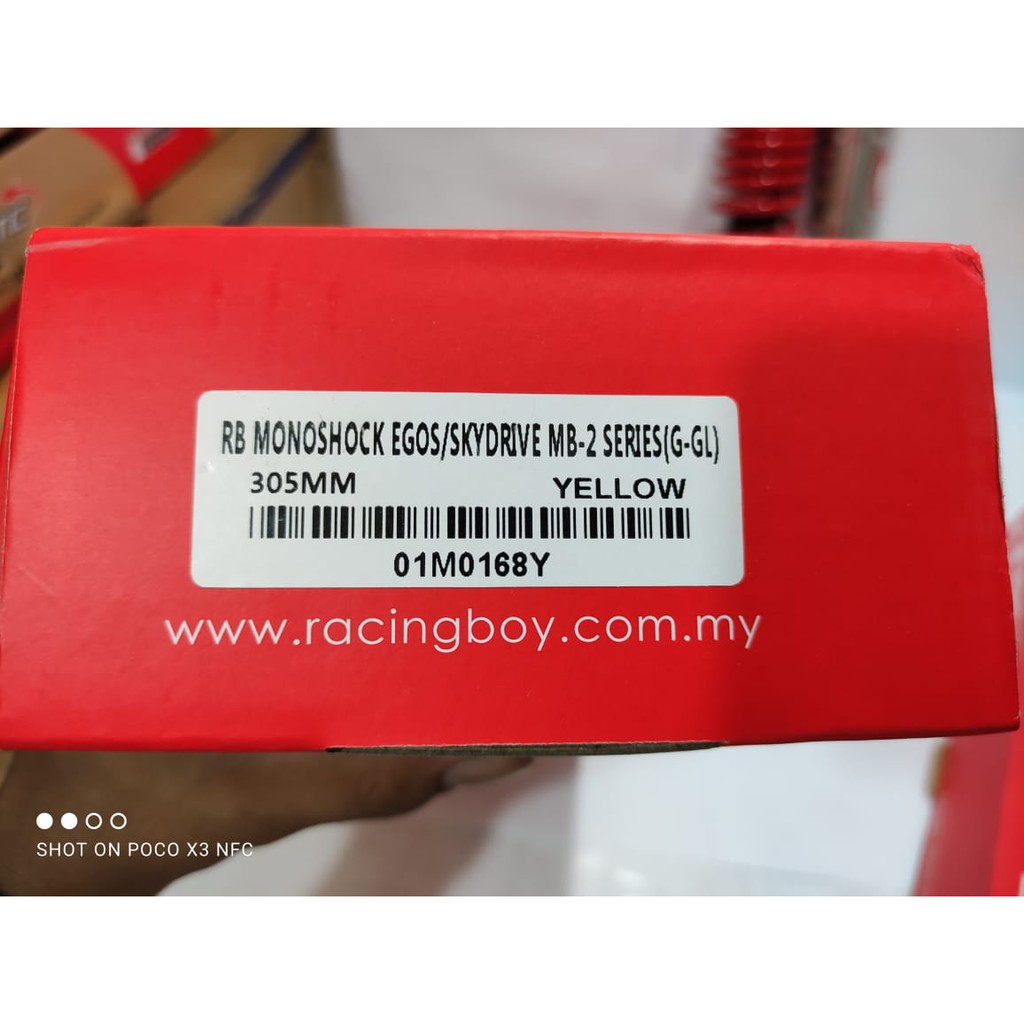 RB MONOSHOCK EGOS/SKYDRIVE MB-2 SERIES(G-GL)
305MM YELLOW
01M0168Y
www.racingboy.com.my
SHOT ON POCO X3 NFC